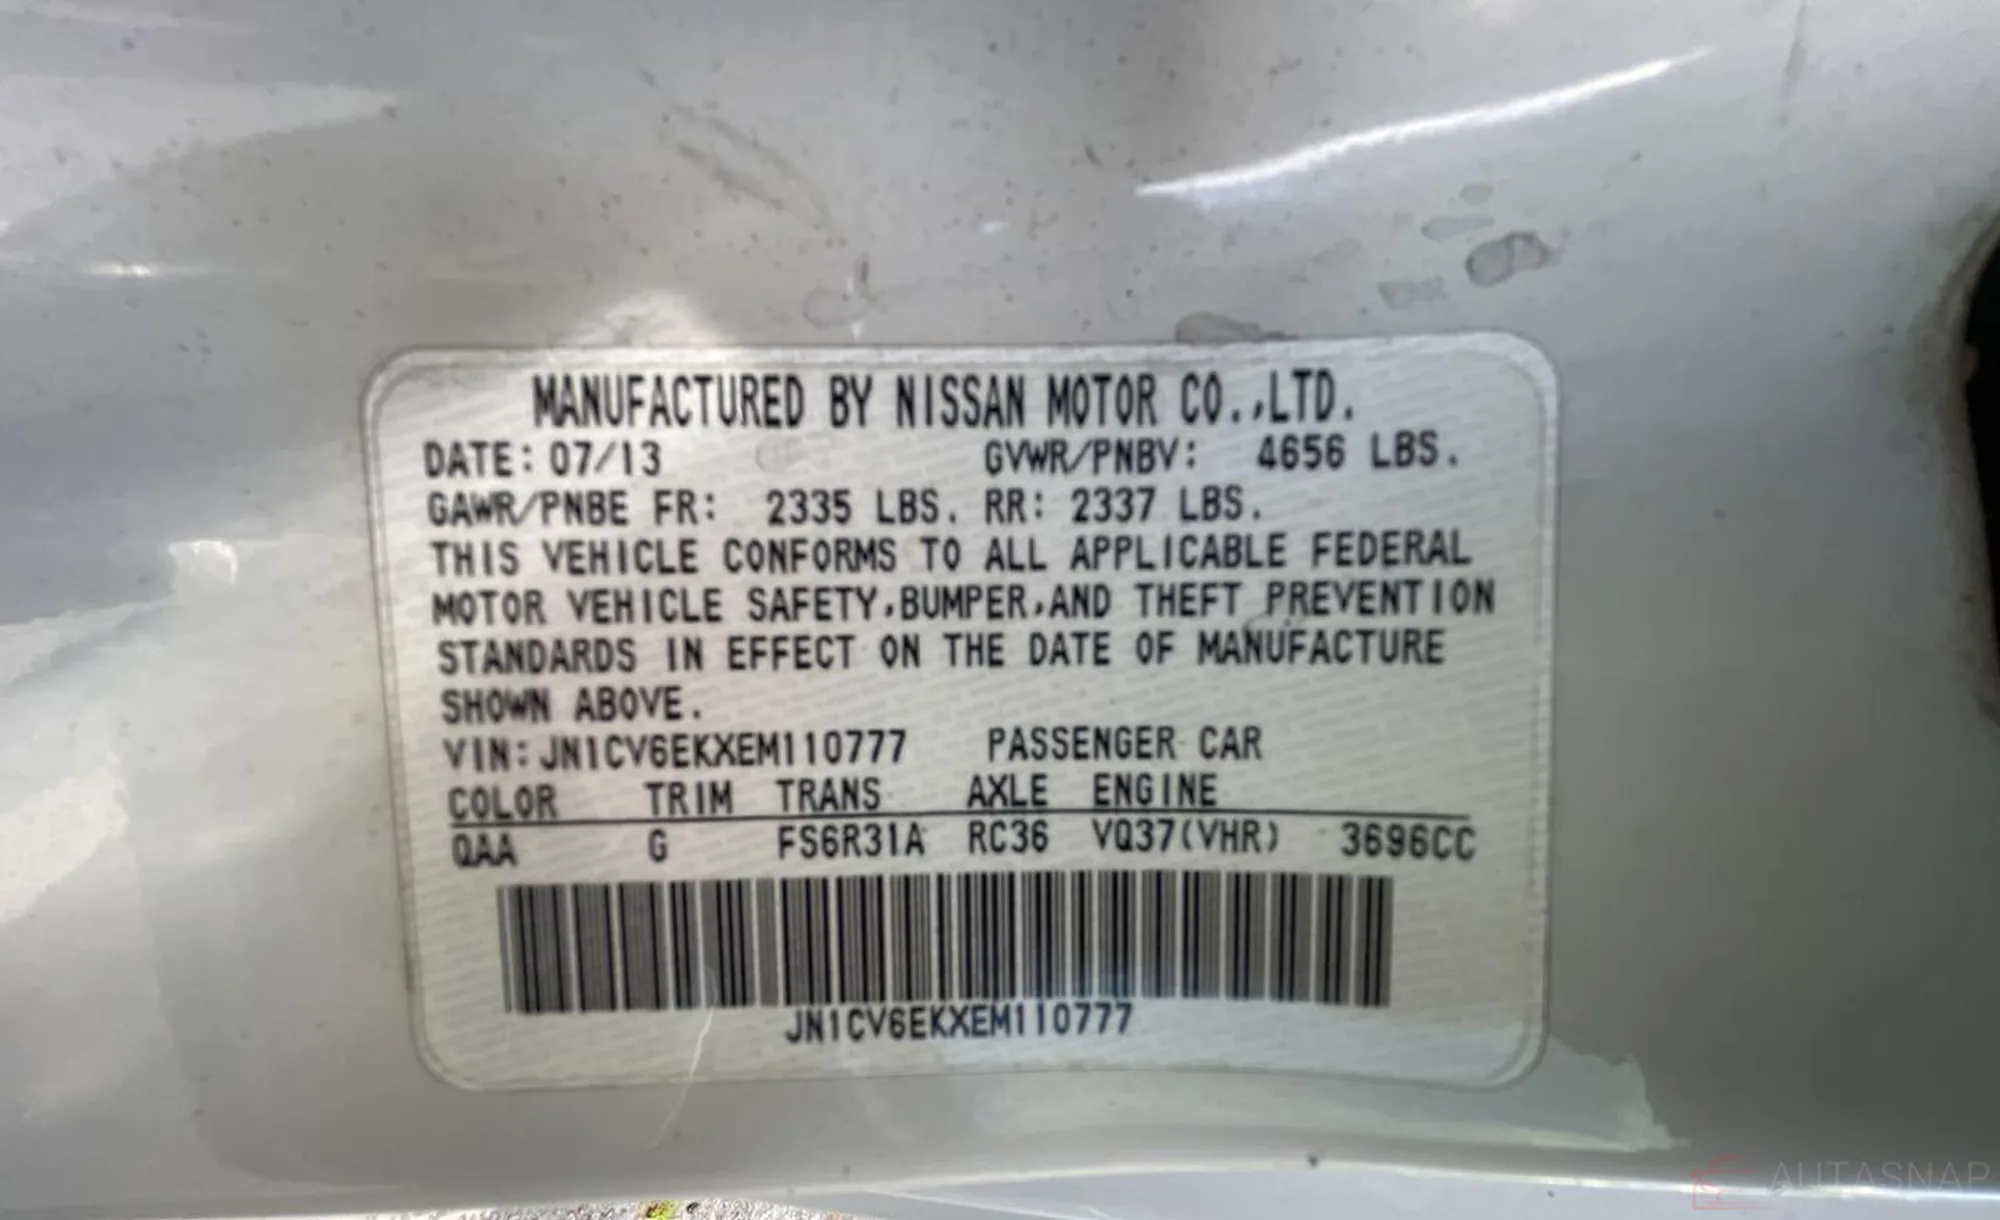 MANUFACTURED BY NISSAN MOTOR CO.,LTD.
DATE: 07/13 GVWR/PNBV: 4656 LBS.
GAWR/PNBE FR: 2335 LBS. RR: 2337 LBS.
THIS VEHICLE CONFORMS TO ALL APPLICABLE FEDERAL
MOTOR VEHICLE SAFETY,BUMPER,AND THEFT PREVENTION
STANDARDS IN EFFECT ON THE DATE OF MANUFACTURE
SHOWN ABOVE.
VIN: JN1CV6EKXEM110777 PASSENGER CAR
COLOR TRIM TRANS AXLE ENGINE
QAA G FS6R31A RC36 VQ37(VHR) 3696CC
JN1CV6EKXEM110777
AUTASNAP